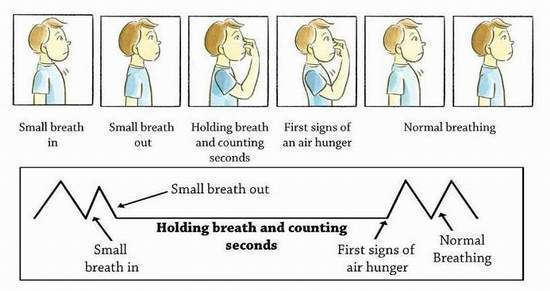 Small breath
in
Small breath
out
Holding breath
and counting
seconds
First signs of
an air hunger
Normal breathing
Small breath out
Holding breath and counting
seconds
Small
breath in
First signs of
air hunger
Normal
Breathing